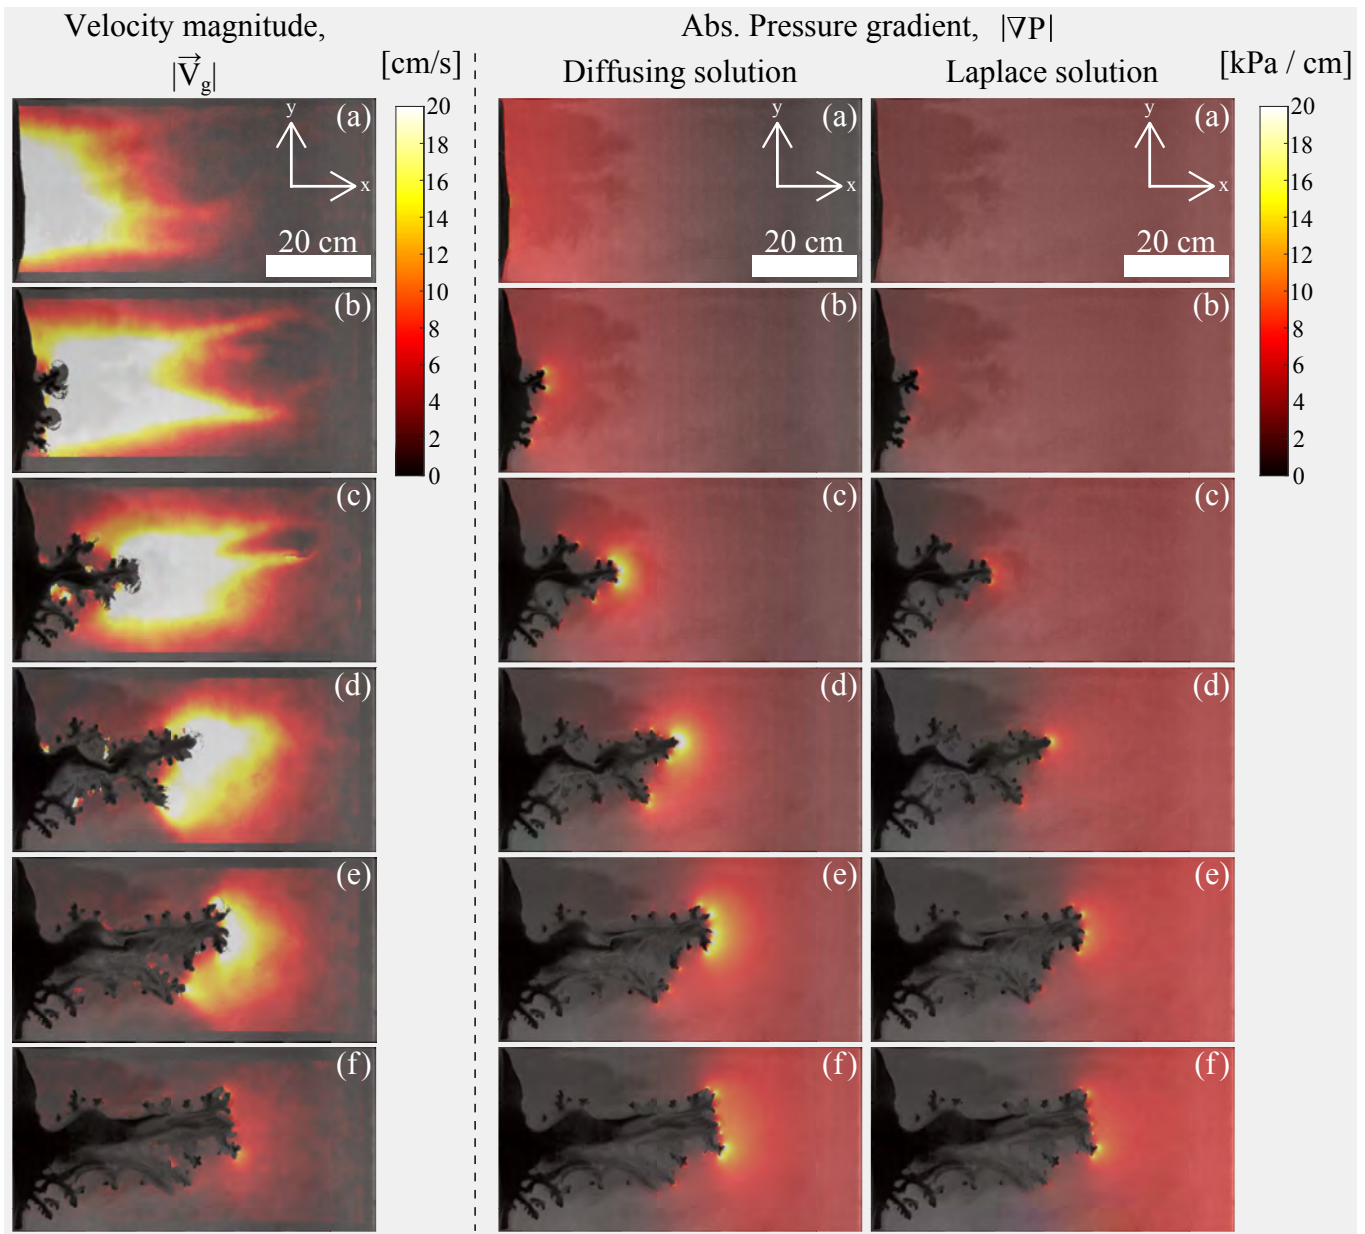 Velocity magnitude,
|V⃗g| [cm/s]
Abs. Pressure gradient, |∇P|
Diffusing solution
Laplace solution
[kPa / cm]
(a)
y
x
20 cm
(b)
(c)
(d)
(e)
(f)
20
18
16
14
12
10
8
6
4
2
0
(a)
y
x
20 cm
(b)
(c)
(d)
(e)
(f)
(a)
y
x
20 cm
(b)
(c)
(d)
(e)
(f)
20
18
16
14
12
10
8
6
4
2
0